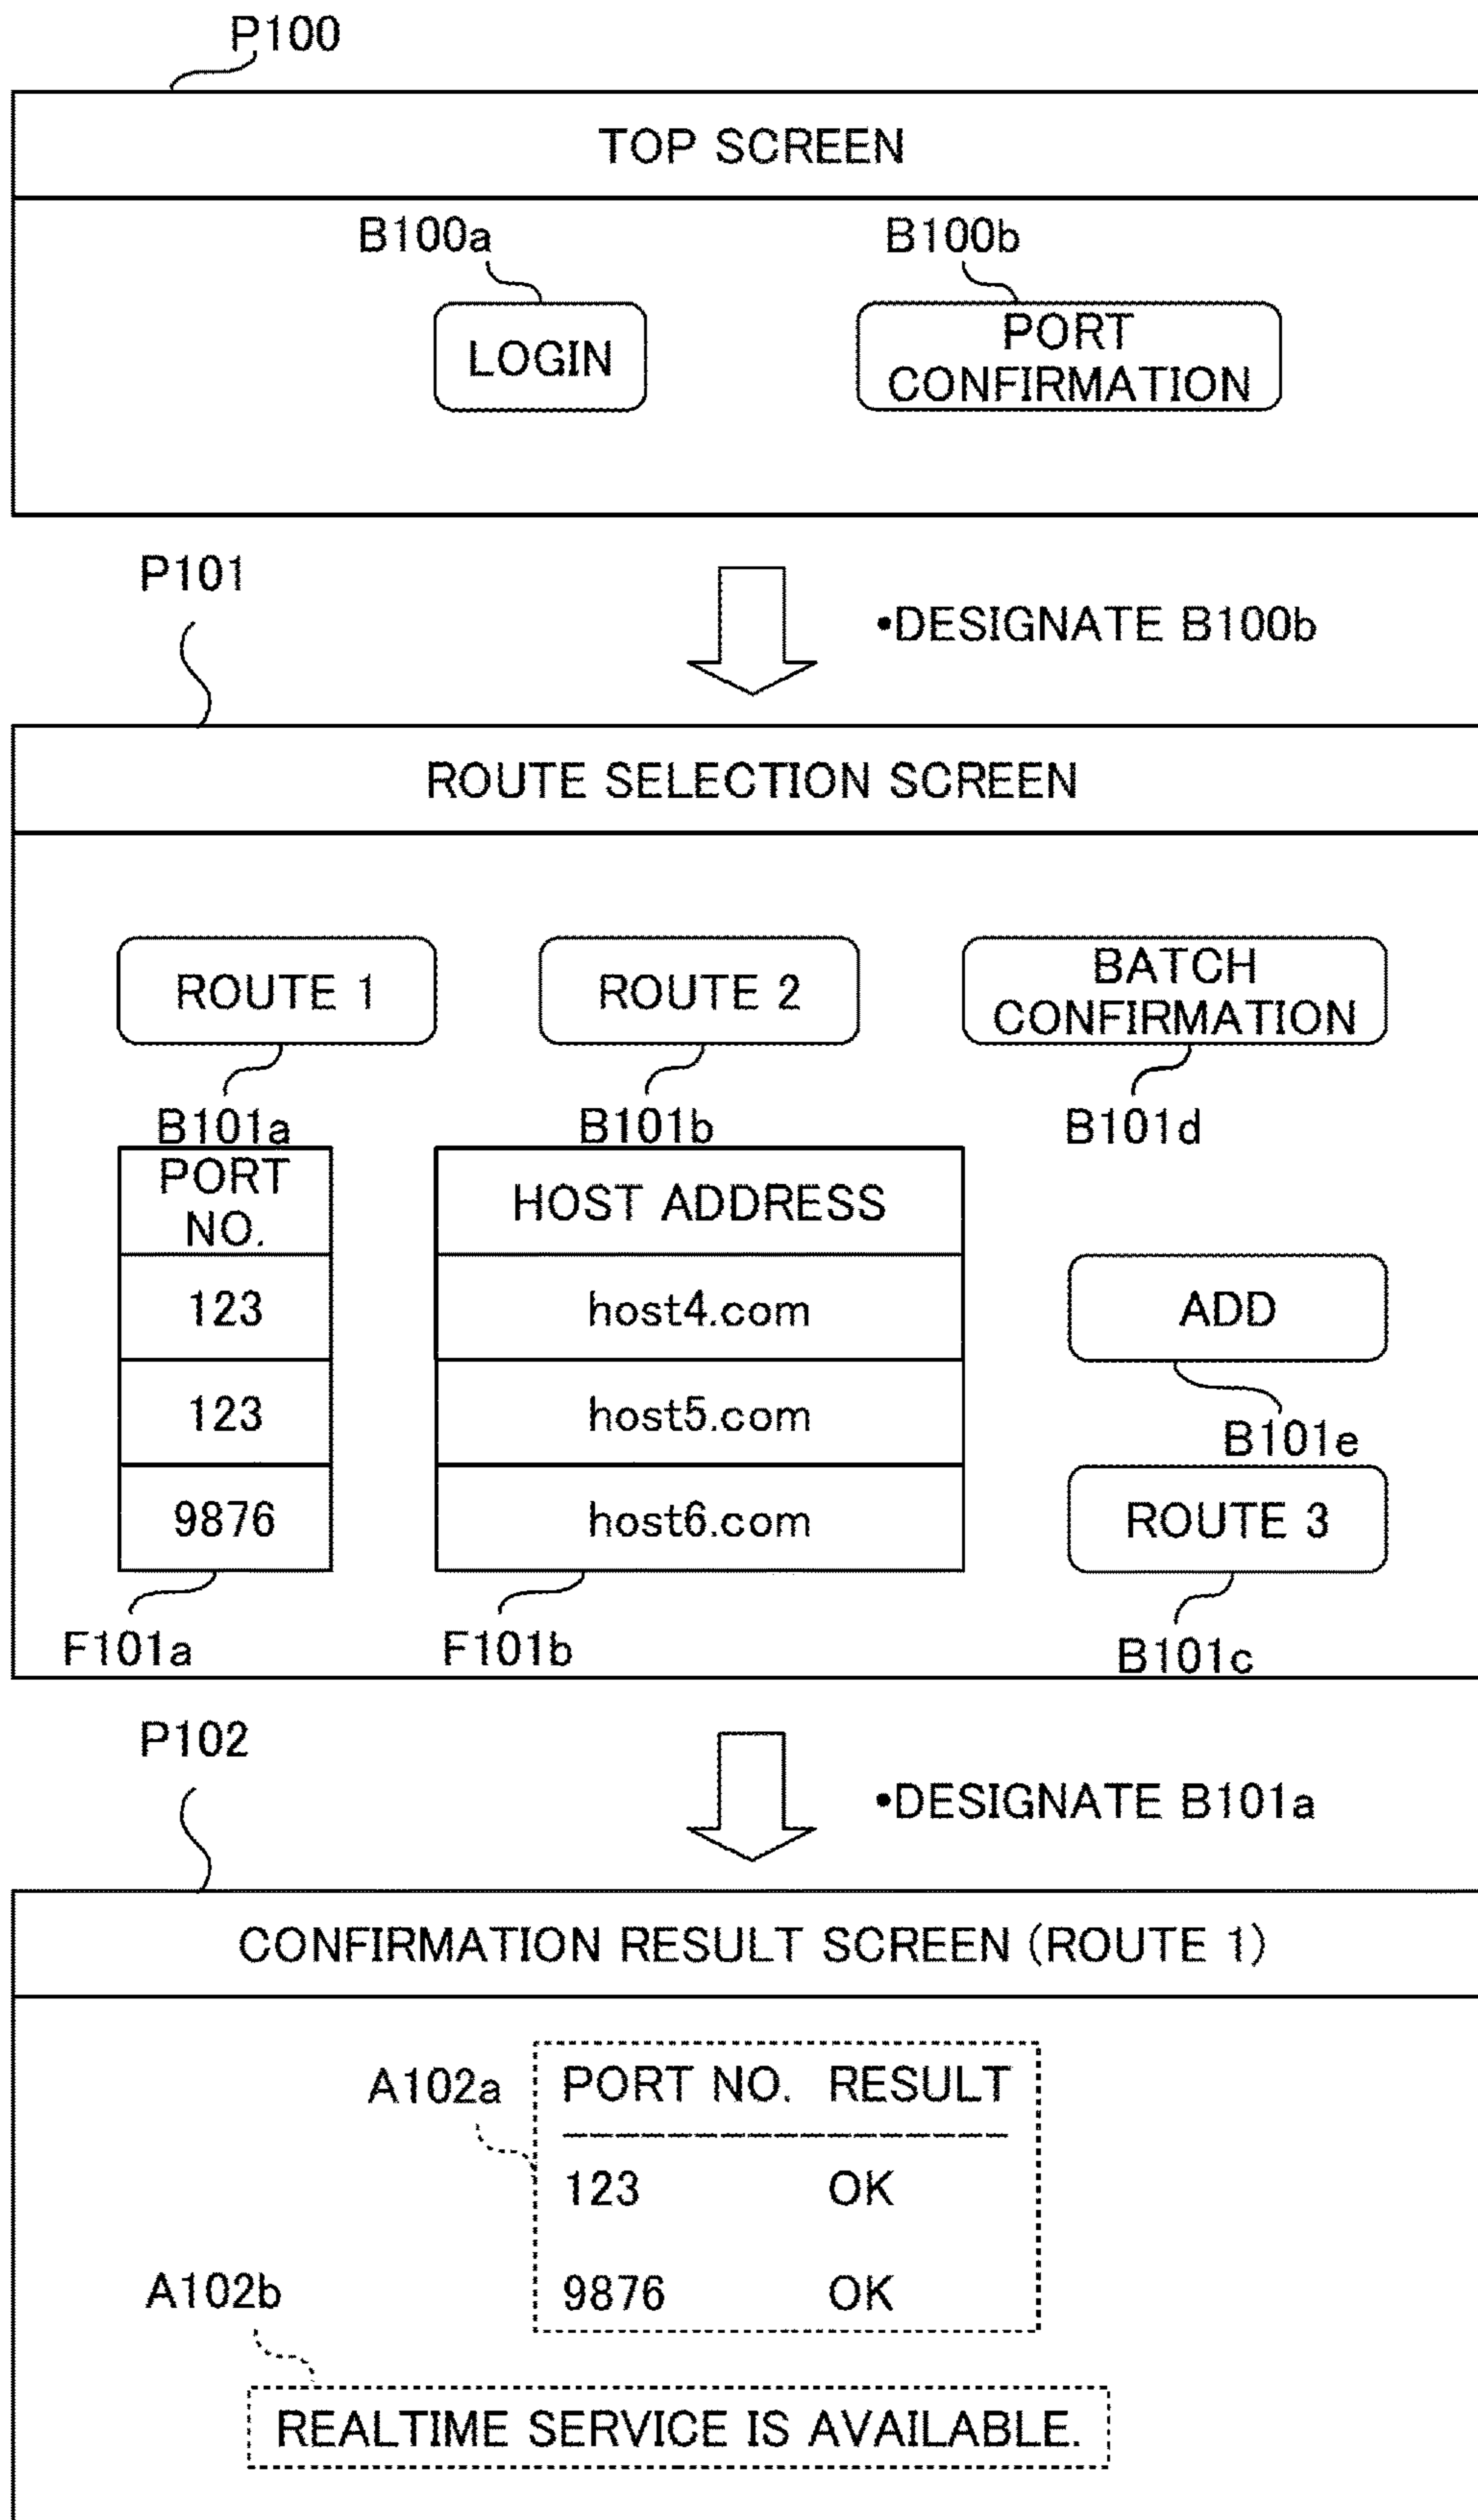 P100
TOP SCREEN
B100a
B100b
LOGIN
PORT
CONFIRMATION
P101
•DESIGNATE B100b
ROUTE SELECTION SCREEN
ROUTE 1
ROUTE 2
BATCH
CONFIRMATION
B101a
B101b
B101d
PORT
NO.
HOST ADDRESS
123
host4.com
ADD
123
host5.com
B101e
9876
host6.com
ROUTE 3
F101a
F101b
B101c
P102
•DESIGNATE B101a
CONFIRMATION RESULT SCREEN (ROUTE 1)
A102a
PORT NO. RESULT
123 OK
9876 OK
A102b
REALTIME SERVICE IS AVAILABLE.